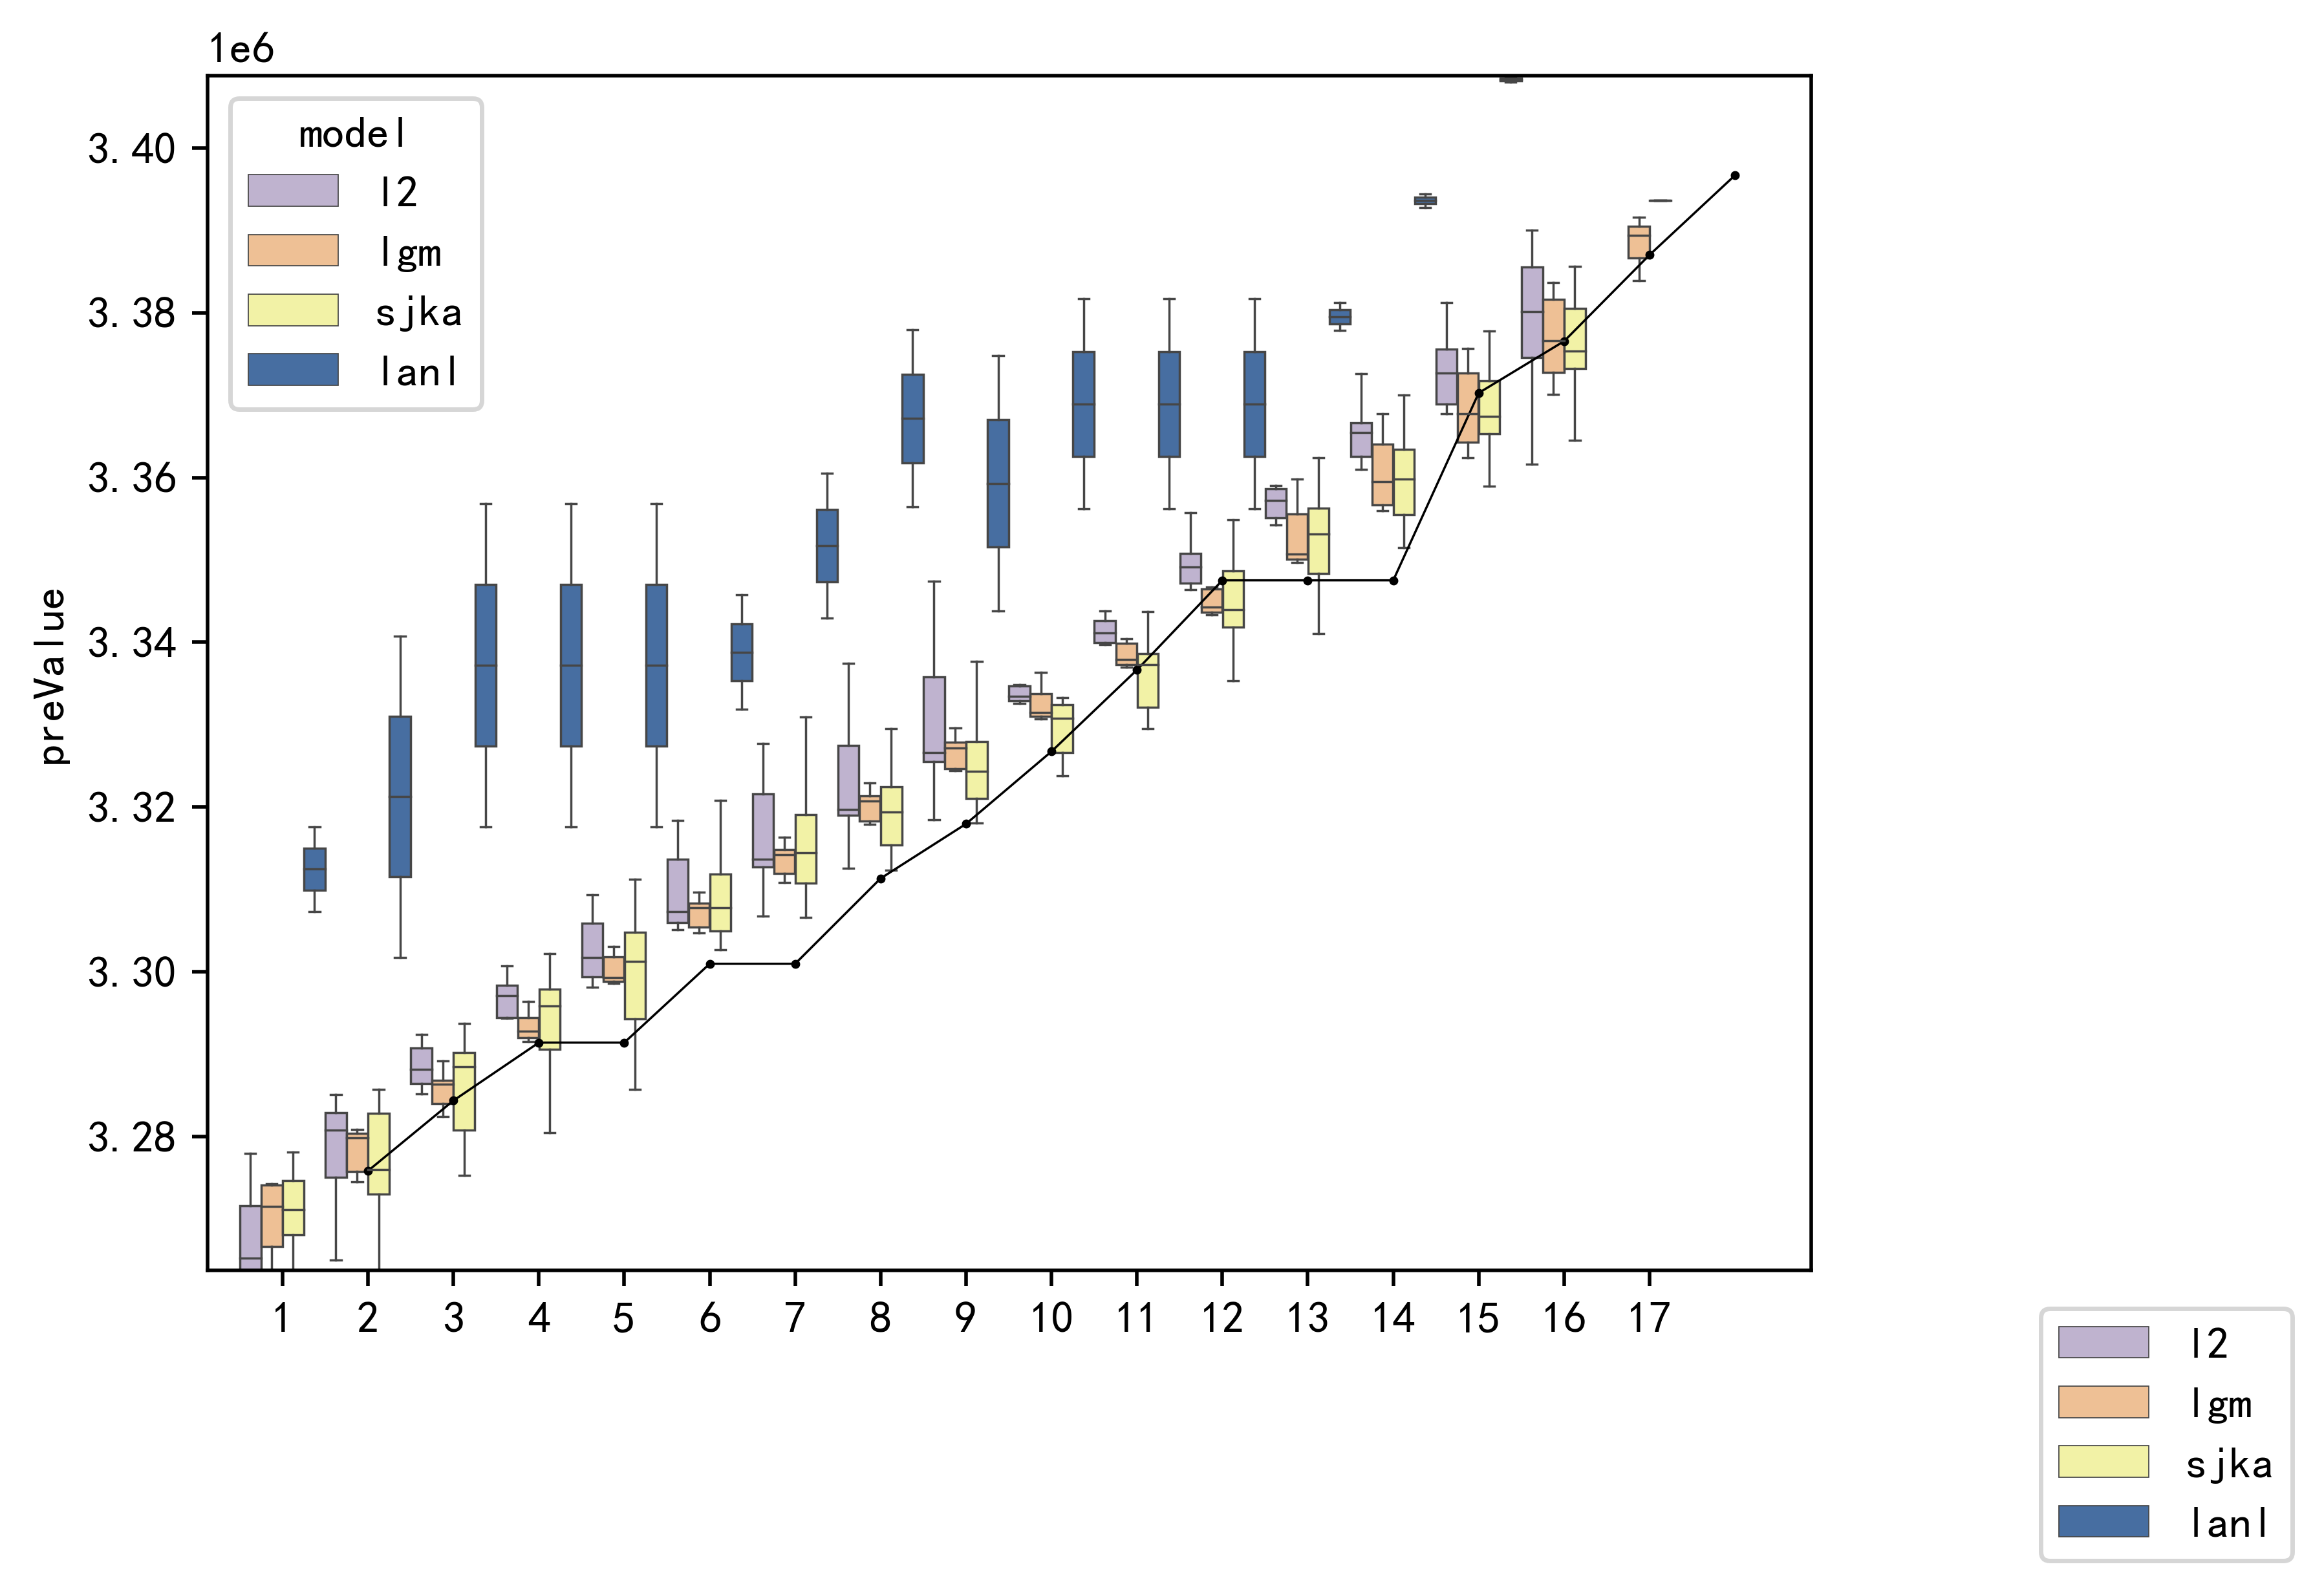 1e6
3.40
3.38
3.36
3.34
3.32
3.30
3.28
preValue
model
l2
lgm
sjka
lanl
1 2 3 4 5 6 7 8 9 10 11 12 13 14 15 16 17
l2
lgm
sjka
lanl